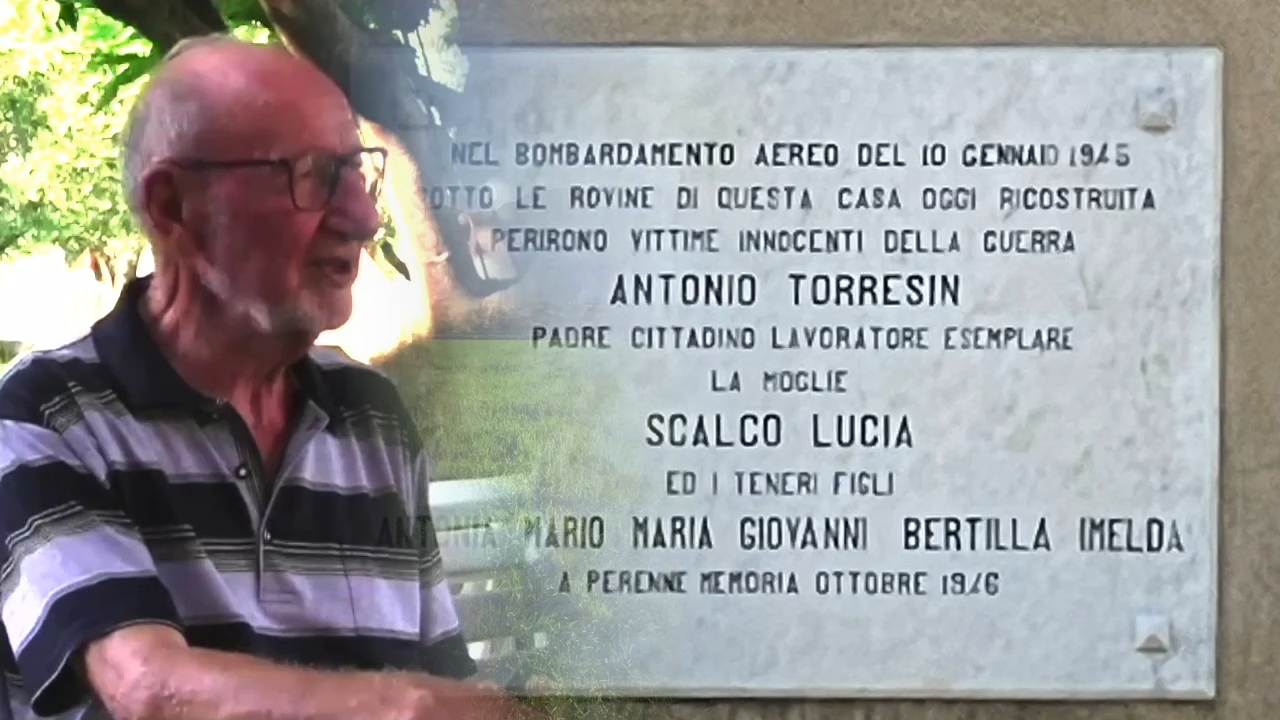 NEL BOMBARDAMENTO AEREO DEL 10 GENNAIO 1945
SOTTO LE ROVINE DI QUESTA CASA OGGI RICOSTRUITA
PERIRONO VITTIME INNOCENTI DELLA GUERRA
ANTONIO TORRESIN
PADRE CITTADINO LAVORATORE ESEMPLARE
LA MOGLIE
SCALCO LUCIA
ED I TENERI FIGLI
ANTONIA MARIO MARIA GIOVANNI BERTILLA IMELDA
A PERENNE MEMORIA OTTOBRE 1946